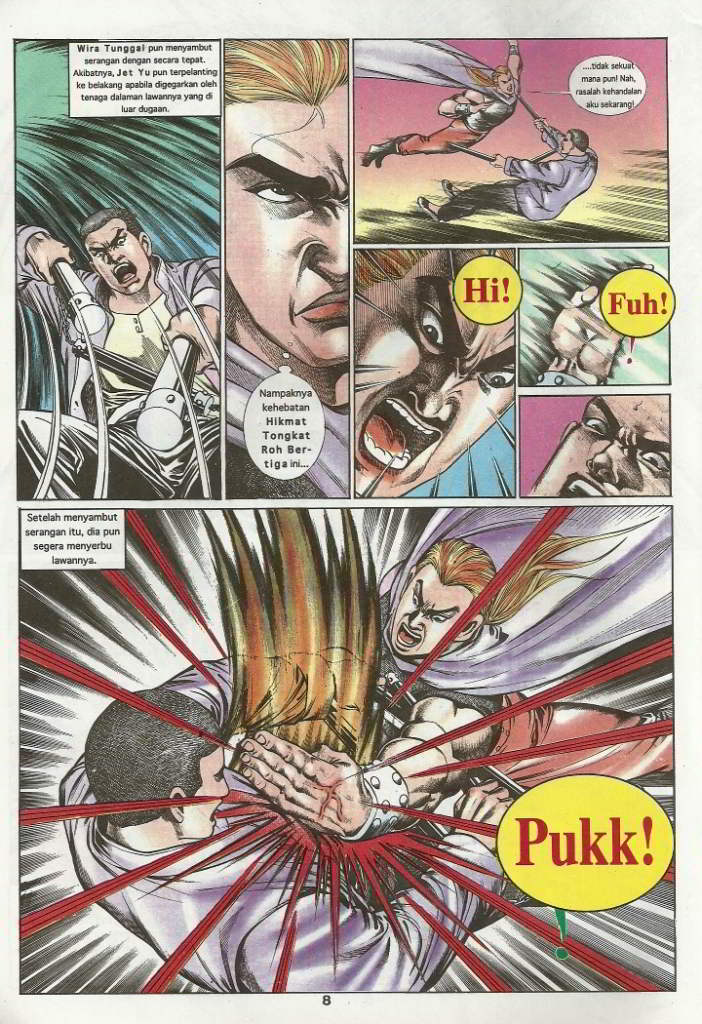 Wira Tunggal pun menyambut
serangan dengan secara tepat.
Akibatnya, Jet Yu pun terpelanting
ke belakang apabila digegarkan oleh
tenaga dalaman lawannya yang di
luar dugaan.
Nampaknya
kehebatan
Hikmat
Tongkat
Roh Ber-
tiga ini...
....tidak sekuat
mana pun! Nah,
rasalah kehandalan
aku sekarang!
Hi!
Fuh!
Setelah menyambut
serangan itu, dia pun
segera menyerbu
lawannya.
Pukk!
8